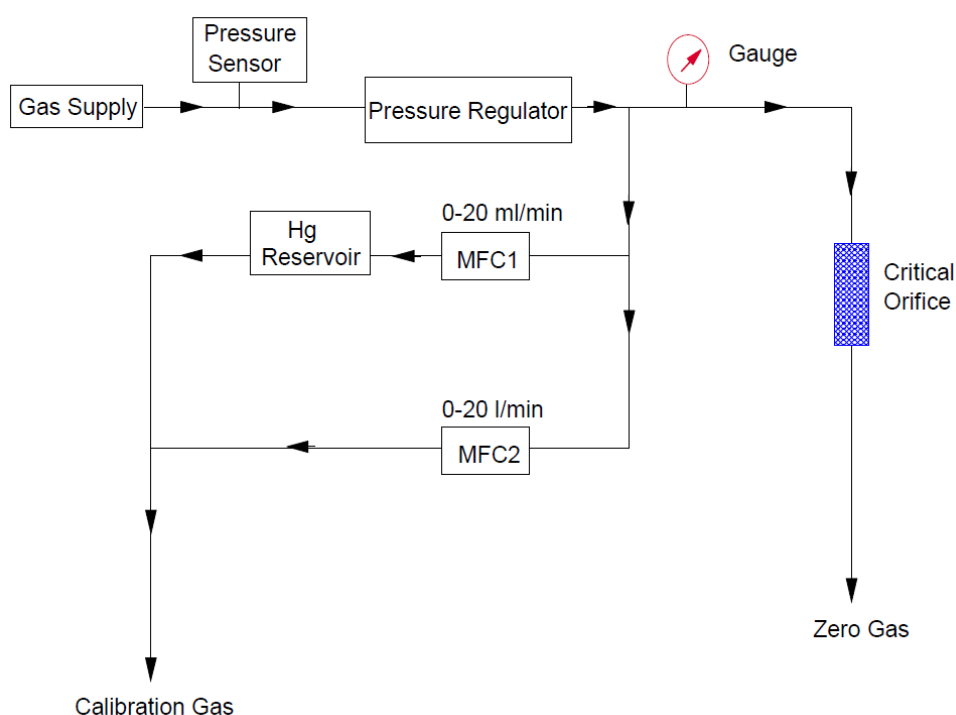 Pressure
Sensor
Gauge
Gas Supply
Pressure Regulator
0-20 ml/min
Hg
Reservoir
MFC1
Critical
Orifice
0-20 l/min
MFC2
Zero Gas
Calibration Gas